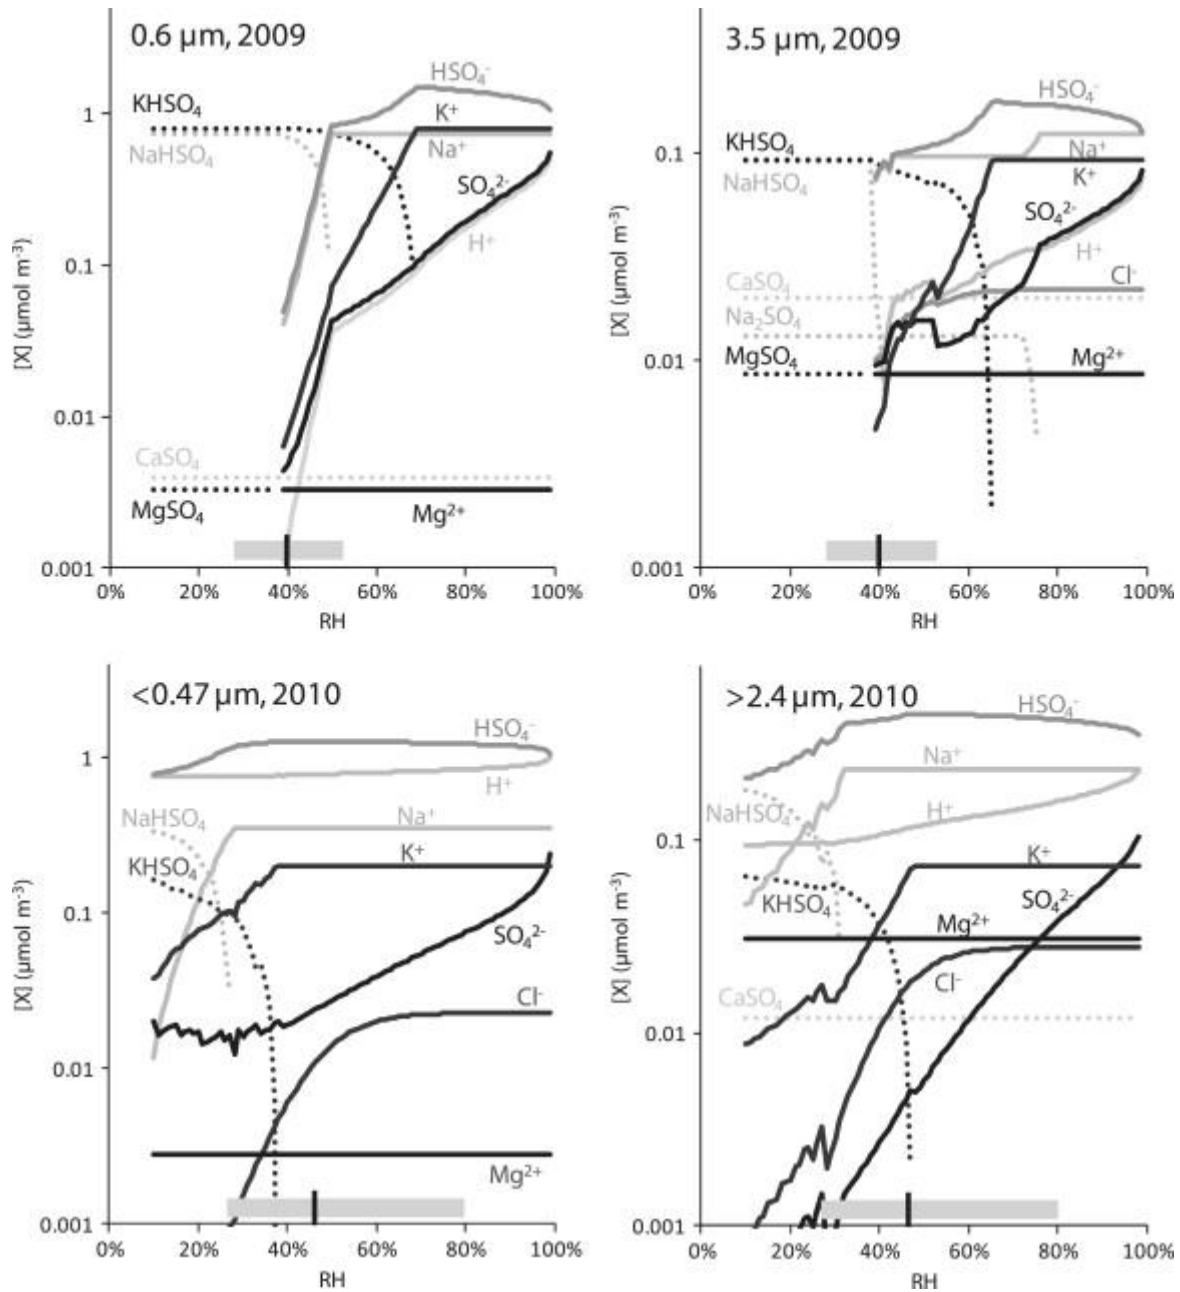 0.6 µm, 2009
HSO₄⁻
1
KHSO₄
K⁺
NaHSO₄
Na⁺
SO₄²⁻
0.1
H⁺
[X] (µmol m⁻³)
0.01
CaSO₄
MgSO₄
Mg²⁺
0.001
0% 20% 40% 60% 80% 100%
RH
3.5 µm, 2009
HSO₄⁻
KHSO₄
0.1
Na⁺
NaHSO₄
K⁺
SO₄²⁻
H⁺
[X] (µmol m⁻³)
CaSO₄
Cl⁻
Na₂SO₄
MgSO₄
Mg²⁺
0.01
0.001
0% 20% 40% 60% 80% 100%
RH
<0.47 µm, 2010
HSO₄⁻
1
H⁺
NaHSO₄
Na⁺
KHSO₄
K⁺
0.1
SO₄²⁻
[X] (µmol m⁻³)
Cl⁻
0.01
Mg²⁺
0.001
0% 20% 40% 60% 80% 100%
RH
>2.4 µm, 2010
HSO₄⁻
Na⁺
NaHSO₄
H⁺
0.1
K⁺
KHSO₄
SO₄²⁻
Mg²⁺
[X] (µmol m⁻³)
Cl⁻
CaSO₄
0.01
0.001
0% 20% 40% 60% 80% 100%
RH